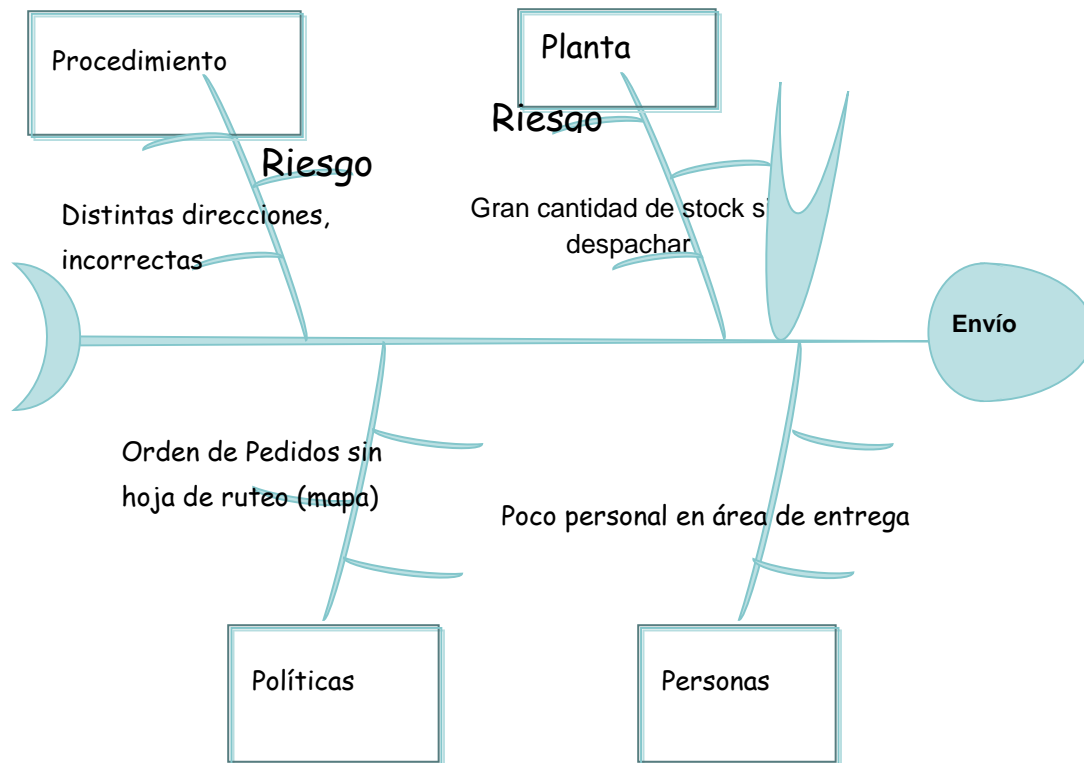 Procedimiento
Planta
Riesgo
Riesgo
Distintas direcciones,
incorrectas
Gran cantidad de stock si
despachar
Envío
Orden de Pedidos sin
hoja de ruteo (mapa)
Poco personal en área de entrega
Políticas
Personas